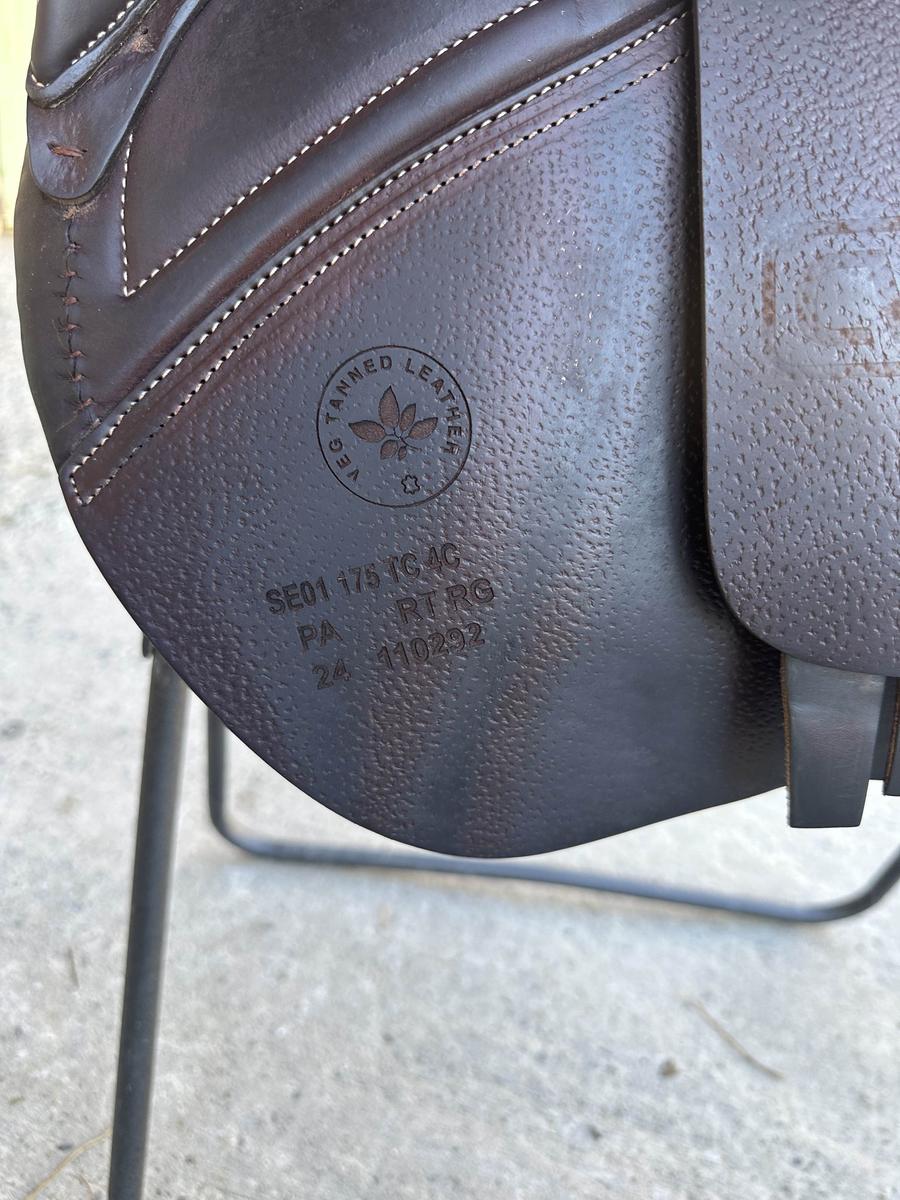 VEG TANNED LEATHER
SE01 175 TC 4C
PA RT RG
24 110292